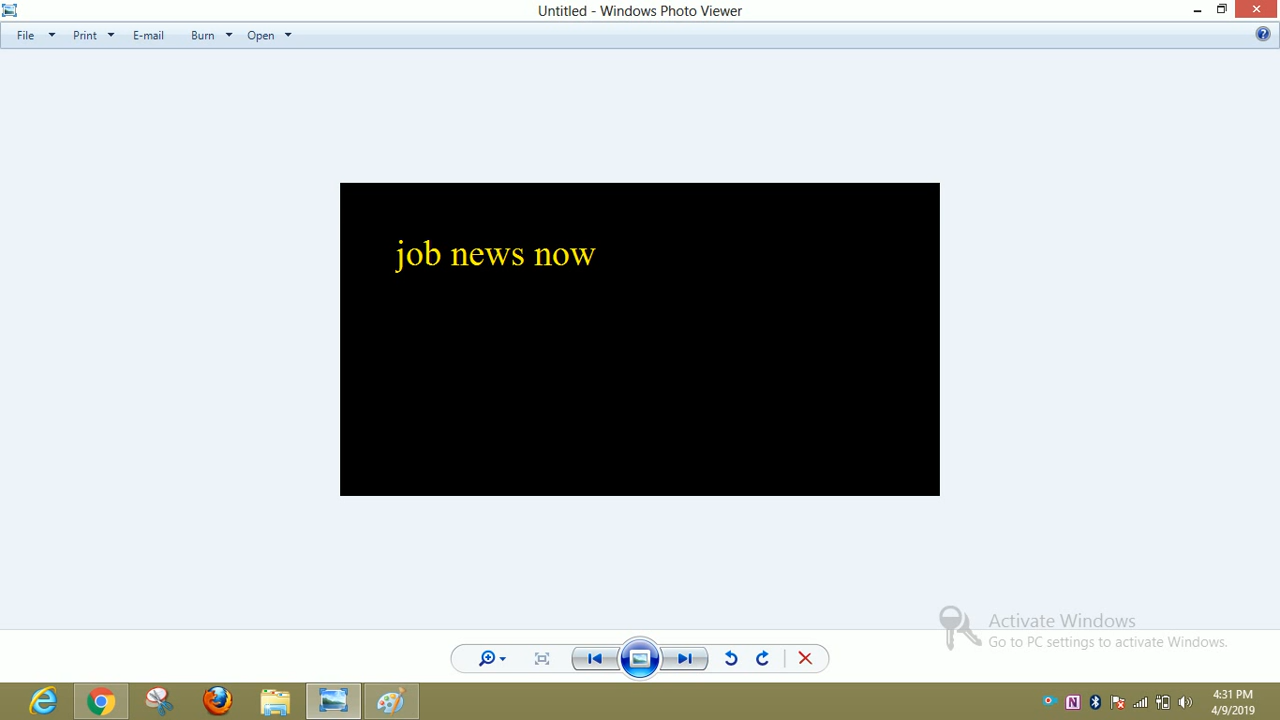 Untitled - Windows Photo Viewer
File Print E-mail Burn Open
job news now
Activate Windows
Go to PC settings to activate Windows.
4:31 PM
4/9/2019